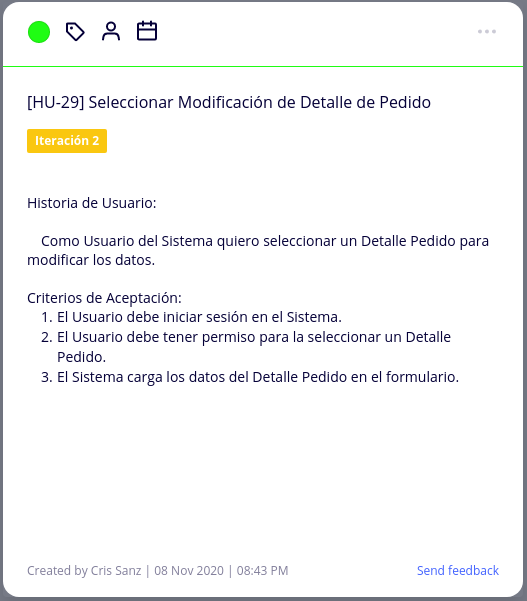 [HU-29] Seleccionar Modificación de Detalle de Pedido
Iteración 2
Historia de Usuario:
Como Usuario del Sistema quiero seleccionar un Detalle Pedido para
modificar los datos.
Criterios de Aceptación:
1. El Usuario debe iniciar sesión en el Sistema.
2. El Usuario debe tener permiso para la seleccionar un Detalle
Pedido.
3. El Sistema carga los datos del Detalle Pedido en el formulario.
Created by Cris Sanz | 08 Nov 2020 | 08:43 PM Send feedback